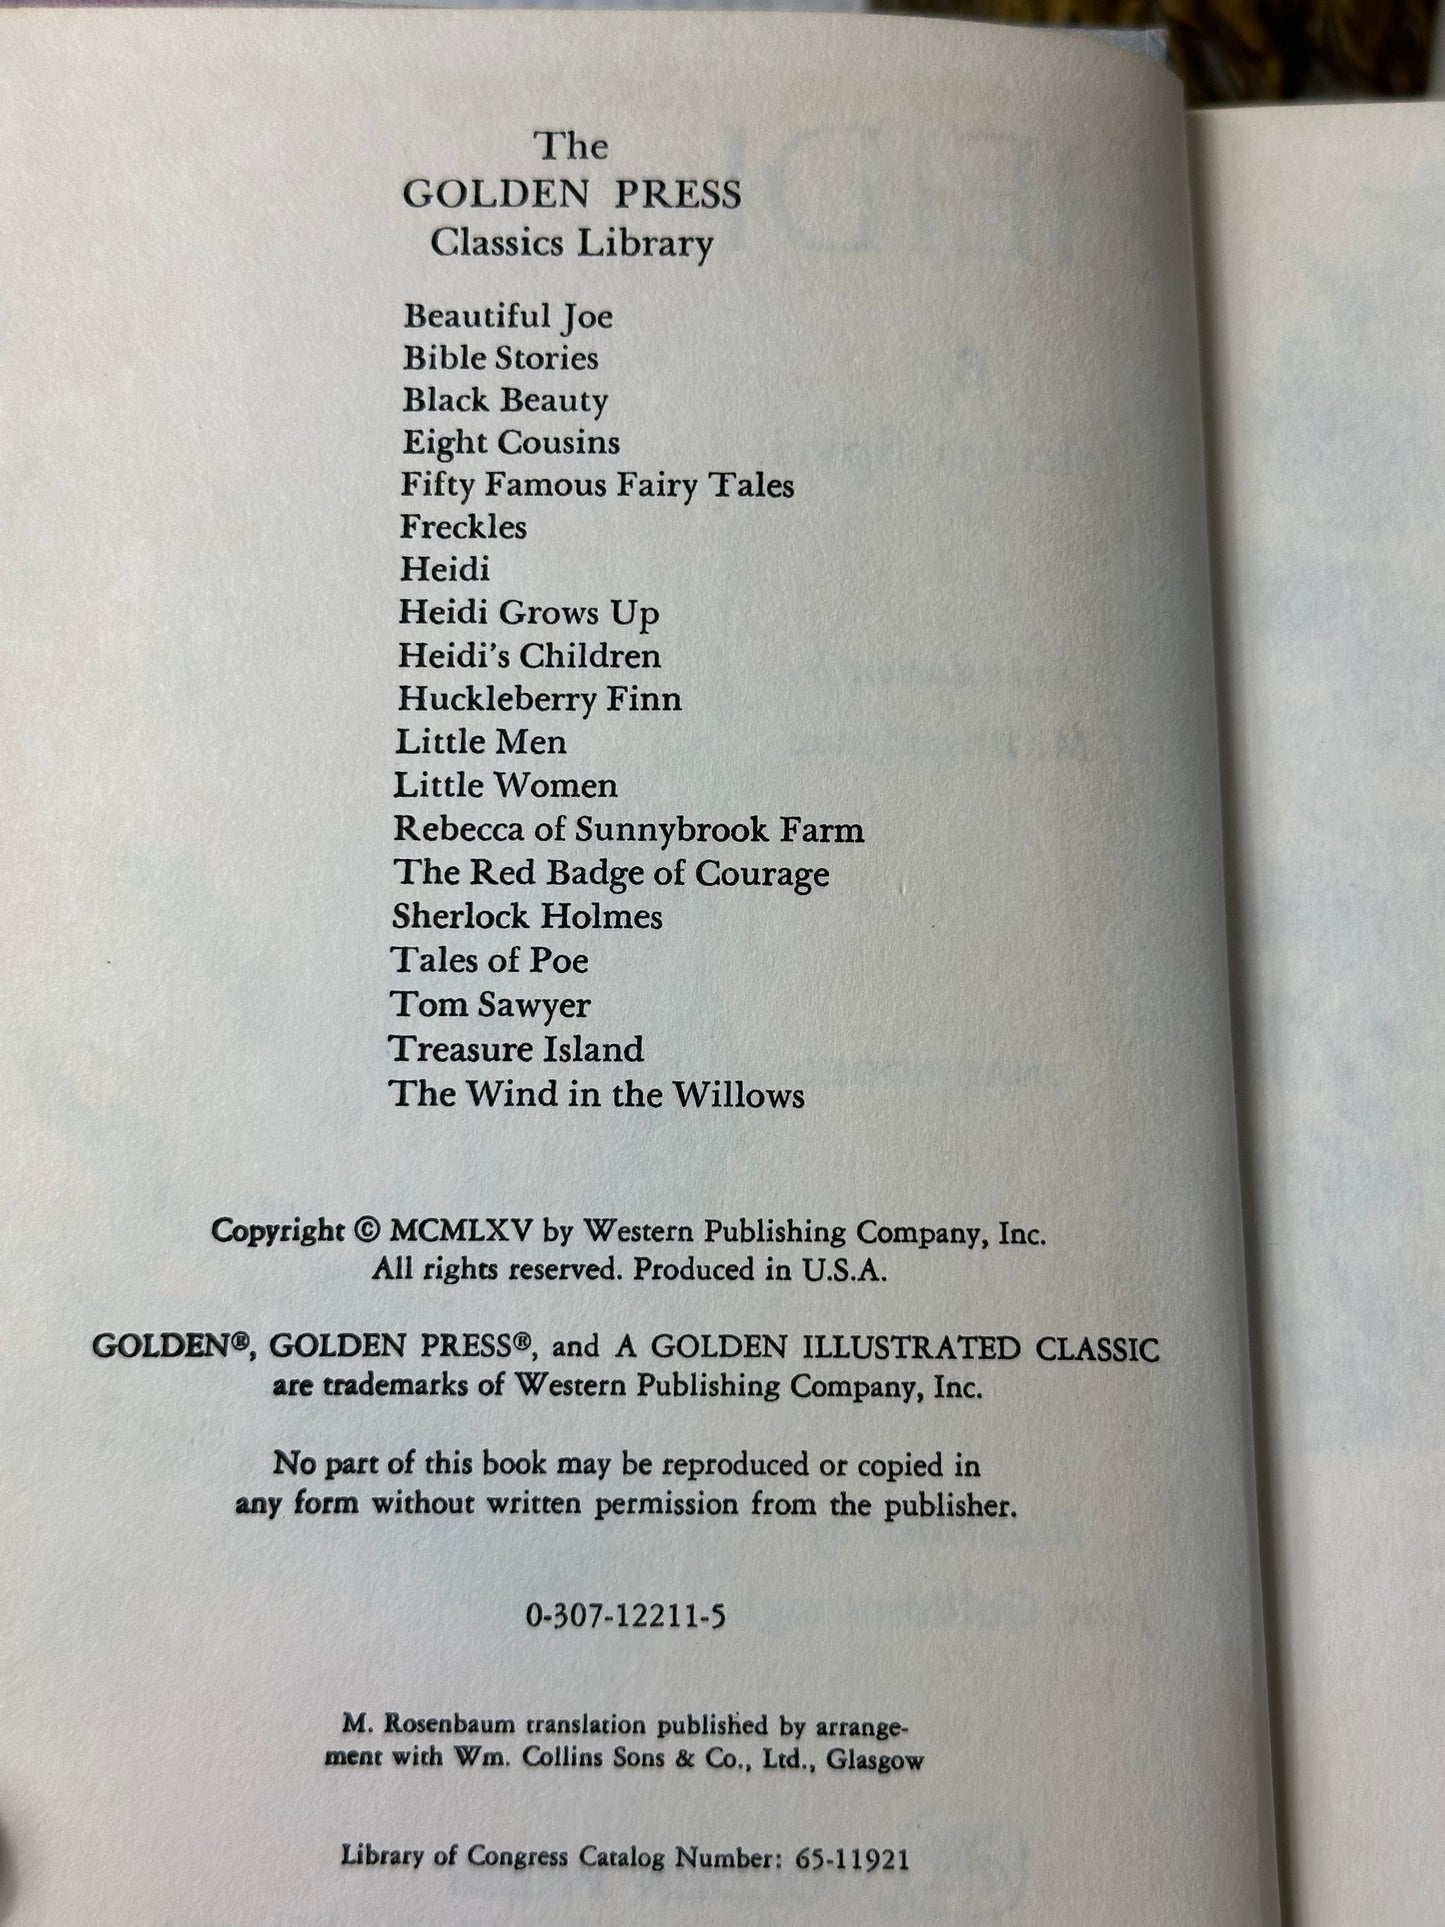 The
GOLDEN PRESS
Classics Library
Beautiful Joe
Bible Stories
Black Beauty
Eight Cousins
Fifty Famous Fairy Tales
Freckles
Heidi
Heidi Grows Up
Heidi's Children
Huckleberry Finn
Little Men
Little Women
Rebecca of Sunnybrook Farm
The Red Badge of Courage
Sherlock Holmes
Tales of Poe
Tom Sawyer
Treasure Island
The Wind in the Willows
Copyright © MCMLXV by Western Publishing Company, Inc.
All rights reserved. Produced in U.S.A.
GOLDEN®, GOLDEN PRESS®, and A GOLDEN ILLUSTRATED CLASSIC
are trademarks of Western Publishing Company, Inc.
No part of this book may be reproduced or copied in
any form without written permission from the publisher.
0-307-12211-5
M. Rosenbaum translation published by arrange-
ment with Wm. Collins Sons & Co., Ltd., Glasgow
Library of Congress Catalog Number: 65-11921